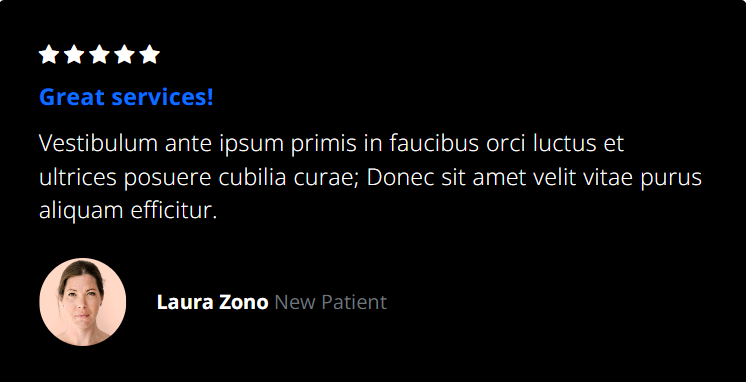 Great services!
Vestibulum ante ipsum primis in faucibus orci luctus et
ultrices posuere cubilia curae; Donec sit amet velit vitae purus
aliquam efficitur.
Laura Zono New Patient